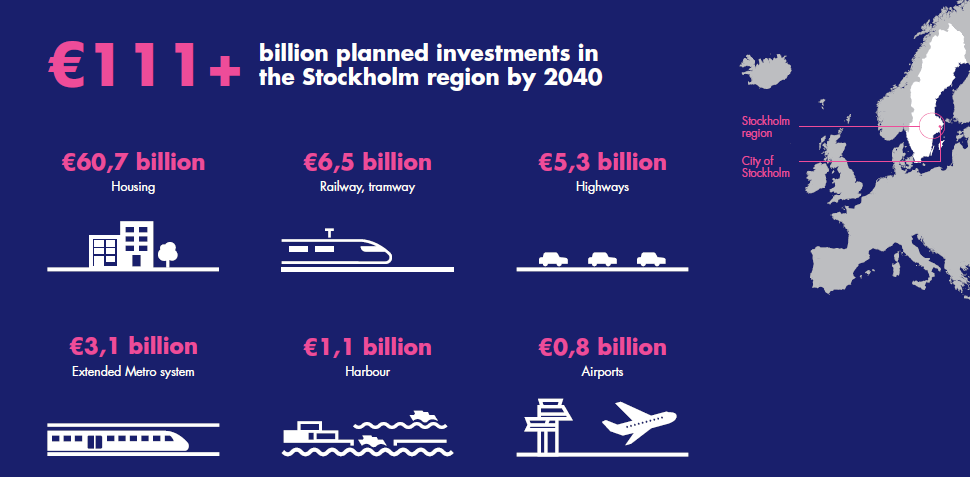 €111+
billion planned investments in
the Stockholm region by 2040
Stockholm
region
City of
Stockholm
€60,7 billion
Housing
€6,5 billion
Railway, tramway
€5,3 billion
Highways
€3,1 billion
Extended Metro system
€1,1 billion
Harbour
€0,8 billion
Airports